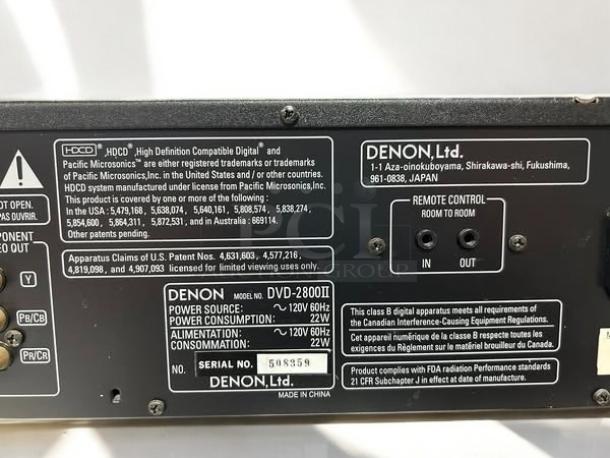 HDCD®, HDCD®, High Definition Compatible Digital® and
Pacific Microsonics™ are either registered trademarks or trademarks
of Pacific Microsonics,Inc. in the United States and / or other countries.
HDCD system manufactured under license from Pacific Microsonics,Inc.
This product is covered by one or more of the following :
In the USA : 5,479,168, 5,638,074, 5,640,161, 5,808,574, 5,838,274,
5,854,600, 5,864,311, 5,872,531, and in Australia : 669114.
Other patents pending.
Apparatus Claims of U.S. Patent Nos. 4,631,603, 4,577,216,
4,819,098, and 4,907,093 licensed for limited viewing uses only.
OT OPEN.
PAS OUVRIR.
PONENT
EO OUT
Y
PB/CB
PR/CR
DENON MODEL NO. DVD-2800II
POWER SOURCE: ~120V 60Hz
POWER CONSUMPTION: 22W
ALIMENTATION: ~120V 60Hz
CONSOMMATION: 22W
NO. SERIAL NO. 508359
DENON,Ltd.
MADE IN CHINA
DENON,Ltd.
1-1 Aza-oinokuboyama, Shirakawa-shi, Fukushima,
961-0838, JAPAN
REMOTE CONTROL
ROOM TO ROOM
IN OUT
This class B digital apparatus meets all requirements of
the Canadian Interference-Causing Equipment Regulations.
Cet appareil numérique de la classe B respecte toutes les
exigences du Règlement sur le matériel brouilleur du Canada.
Product complies with FDA radiation Performance standards
21 CFR Subchapter J in effect at date of manufacture.
pci
GROUP